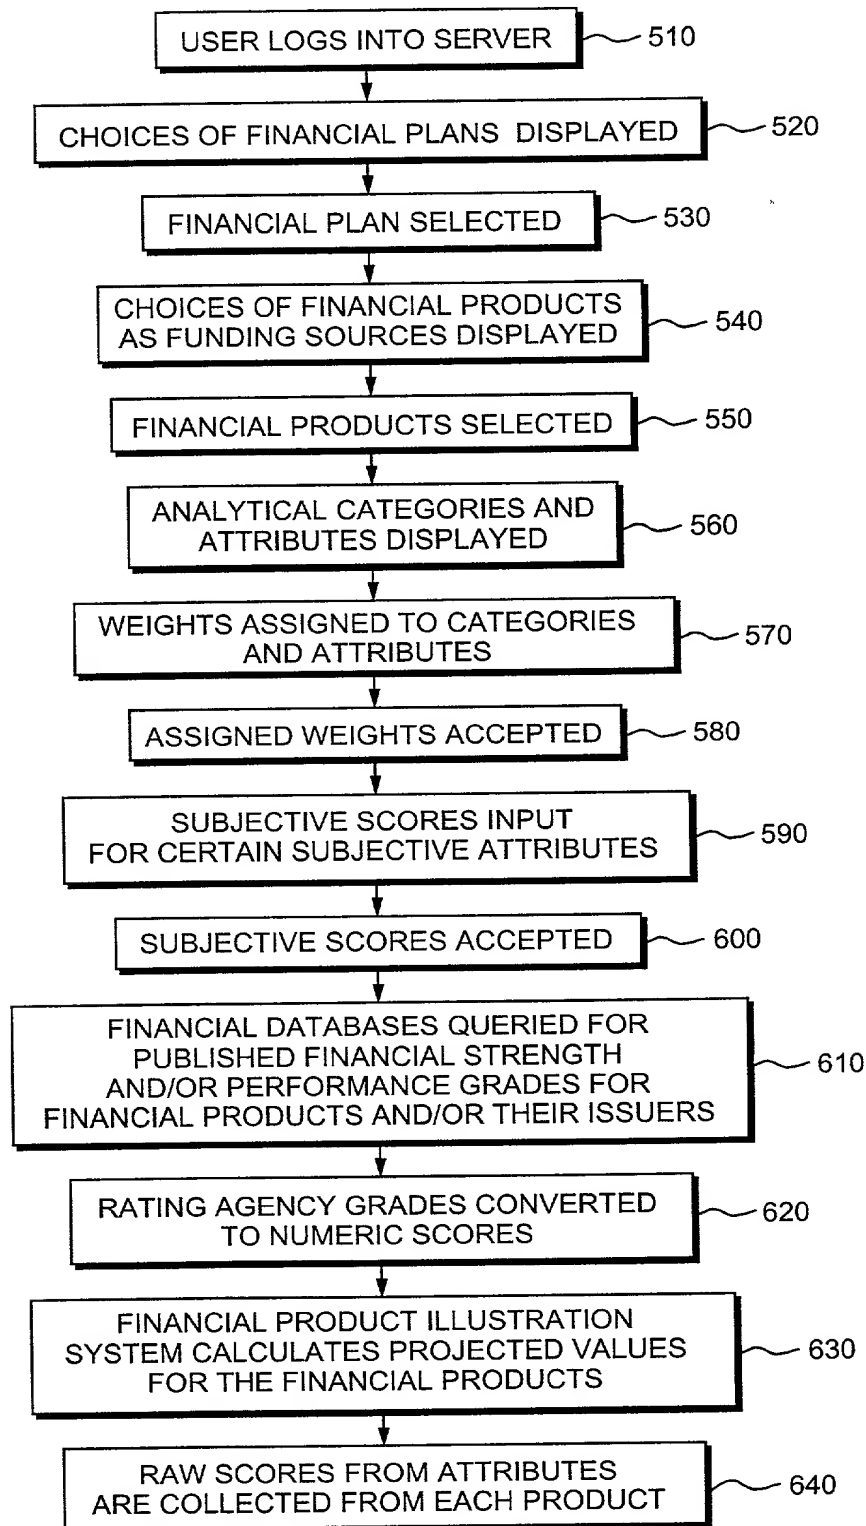 USER LOGS INTO SERVER 510
CHOICES OF FINANCIAL PLANS DISPLAYED 520
FINANCIAL PLAN SELECTED 530
CHOICES OF FINANCIAL PRODUCTS
AS FUNDING SOURCES DISPLAYED 540
FINANCIAL PRODUCTS SELECTED 550
ANALYTICAL CATEGORIES AND
ATTRIBUTES DISPLAYED 560
WEIGHTS ASSIGNED TO CATEGORIES
AND ATTRIBUTES 570
ASSIGNED WEIGHTS ACCEPTED 580
SUBJECTIVE SCORES INPUT
FOR CERTAIN SUBJECTIVE ATTRIBUTES 590
SUBJECTIVE SCORES ACCEPTED 600
FINANCIAL DATABASES QUERIED FOR
PUBLISHED FINANCIAL STRENGTH
AND/OR PERFORMANCE GRADES FOR
FINANCIAL PRODUCTS AND/OR THEIR ISSUERS 610
RATING AGENCY GRADES CONVERTED
TO NUMERIC SCORES 620
FINANCIAL PRODUCT ILLUSTRATION
SYSTEM CALCULATES PROJECTED VALUES
FOR THE FINANCIAL PRODUCTS 630
RAW SCORES FROM ATTRIBUTES
ARE COLLECTED FROM EACH PRODUCT 640